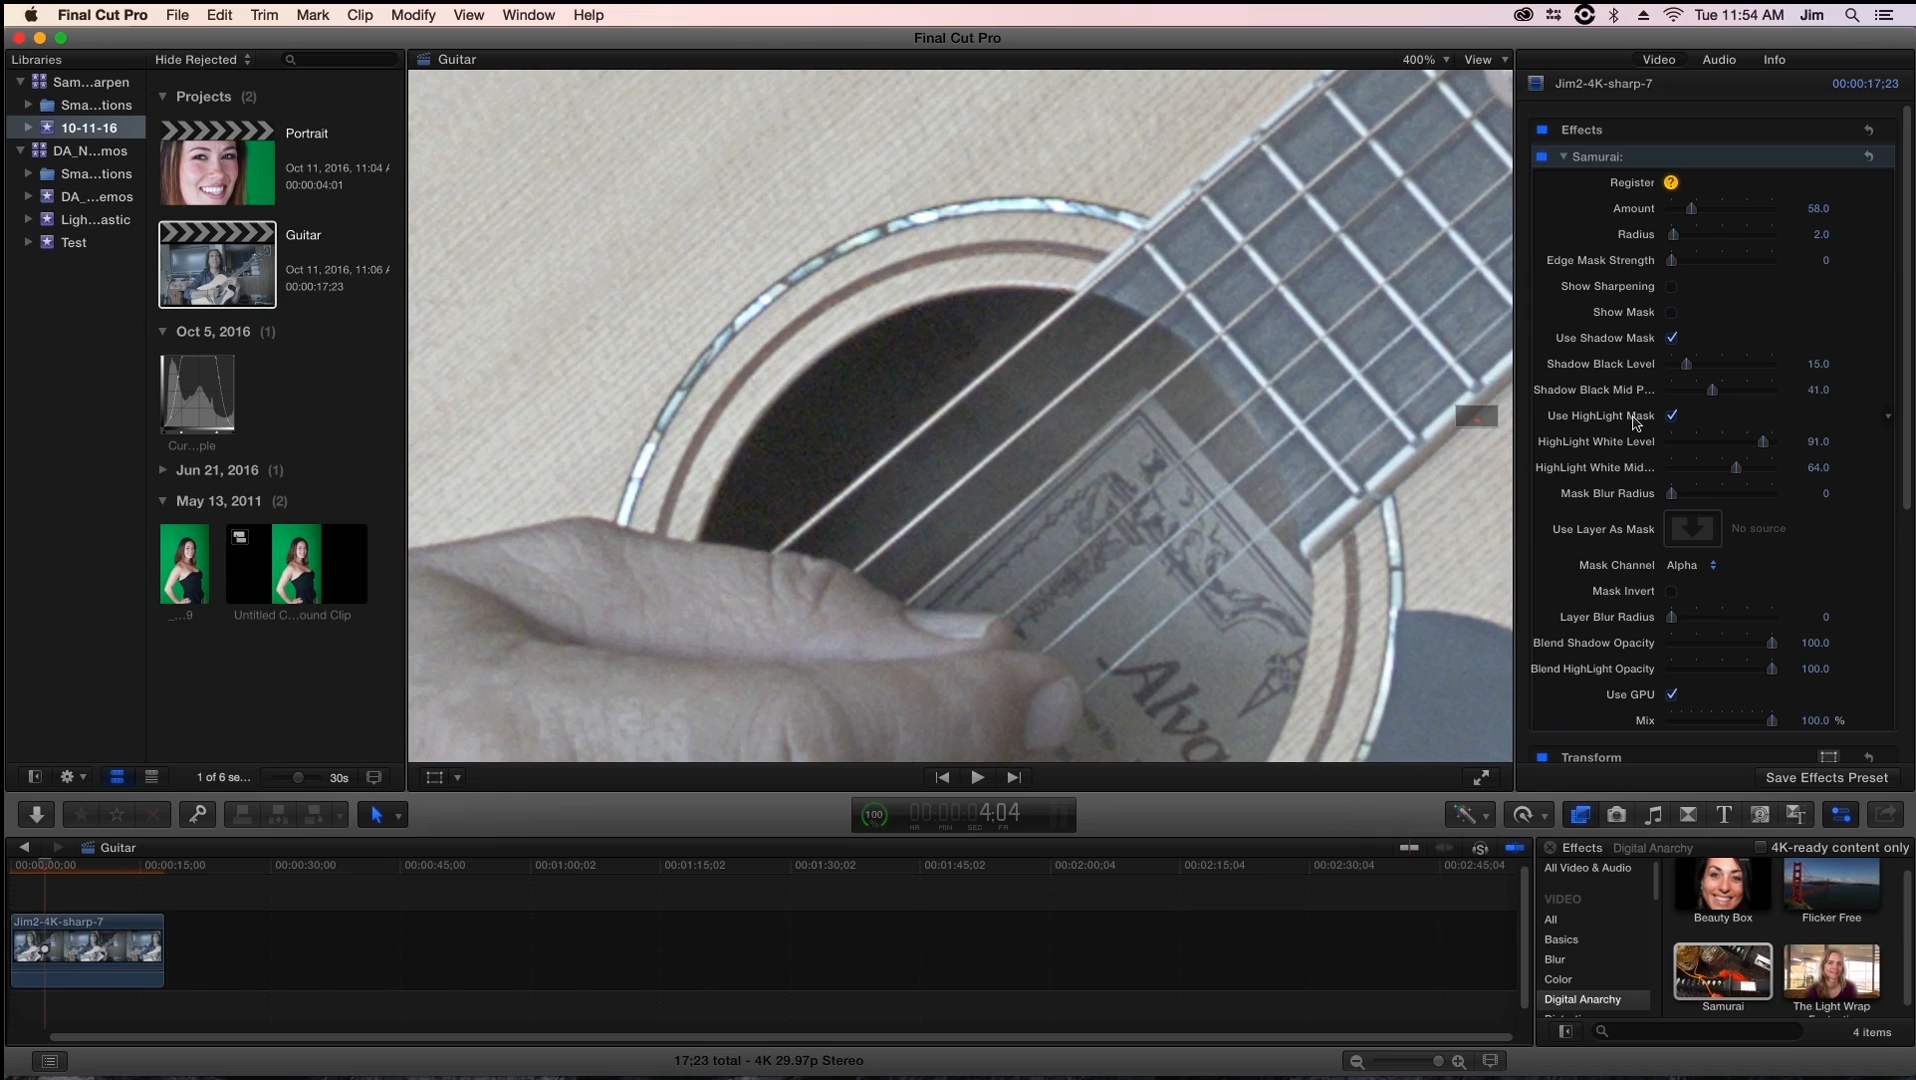 Final Cut Pro File Edit Trim Mark Clip Modify View Window Help
Tue 11:54 AM Jim
Final Cut Pro
Libraries
Hide Rejected
Guitar
400%
View
Video Audio Info
Sam...arpen
Sma...tions
10-11-16
DA_N...mos
Sma...tions
DA_...emos
Ligh...astic
Test
Projects (2)
Portrait
Oct 11, 2016, 11:04 A
00:00:04:01
Guitar
Oct 11, 2016, 11:06 A
00:00:17;23
Oct 5, 2016 (1)
Cur...ple
Jun 21, 2016 (1)
May 13, 2011 (2)
_...9
Untitled C...ound Clip
Jim2-4K-sharp-7
00:00:17;23
Effects
Samurai:
Register ?
Amount 58.0
Radius 2.0
Edge Mask Strength 0
Show Sharpening
Show Mask
Use Shadow Mask
Shadow Black Level 15.0
Shadow Black Mid P... 41.0
Use HighLight Mask
HighLight White Level 91.0
HighLight White Mid... 64.0
Mask Blur Radius 0
Use Layer As Mask No source
Mask Channel Alpha
Mask Invert
Layer Blur Radius 0
Blend Shadow Opacity 100.0
Blend HighLight Opacity 100.0
Use GPU
Mix 100.0 %
Transform
Save Effects Preset
Alva
1 of 6 se...
30s
100
00:00:04:04
HR MIN SEC FR
Guitar
00:00:00;00 00:00:15;00 00:00:30;00 00:00:45;00 00:01:00;02 00:01:15;02 00:01:30;02 00:01:45;02 00:02:00;04 00:02:15;04 00:02:30;04 00:02:45;04
Jim2-4K-sharp-7
Effects Digital Anarchy
4K-ready content only
All Video & Audio
VIDEO
All
Basics
Blur
Color
Digital Anarchy
Beauty Box
Flicker Free
Samurai
The Light Wrap
4 items
17;23 total - 4K 29.97p Stereo